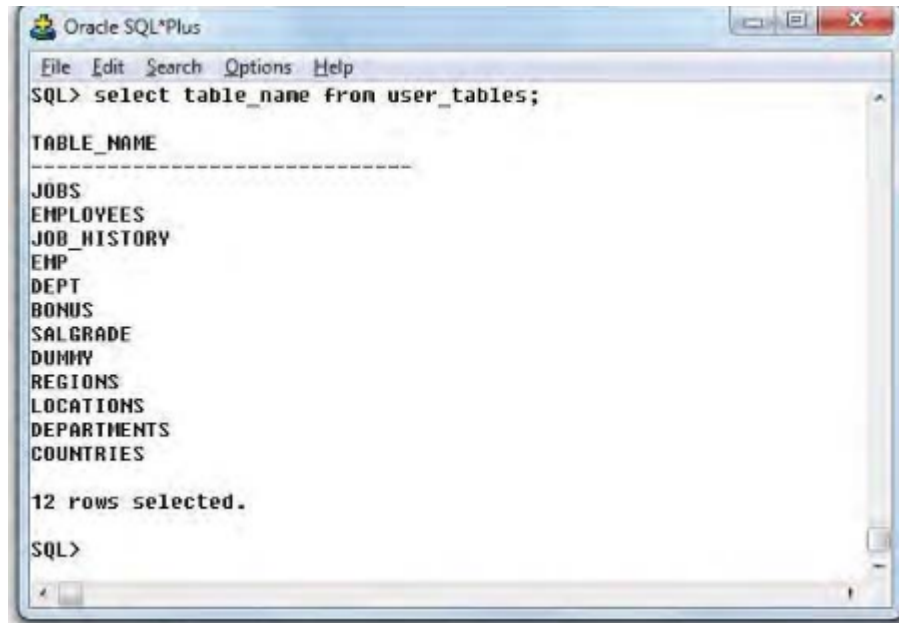 Oracle SQL*Plus
File Edit Search Options Help
SQL> select table_name from user_tables;
TABLE_NAME
------------------------------
JOBS
EMPLOYEES
JOB_HISTORY
EMP
DEPT
BONUS
SALGRADE
DUMMY
REGIONS
LOCATIONS
DEPARTMENTS
COUNTRIES
12 rows selected.
SQL>